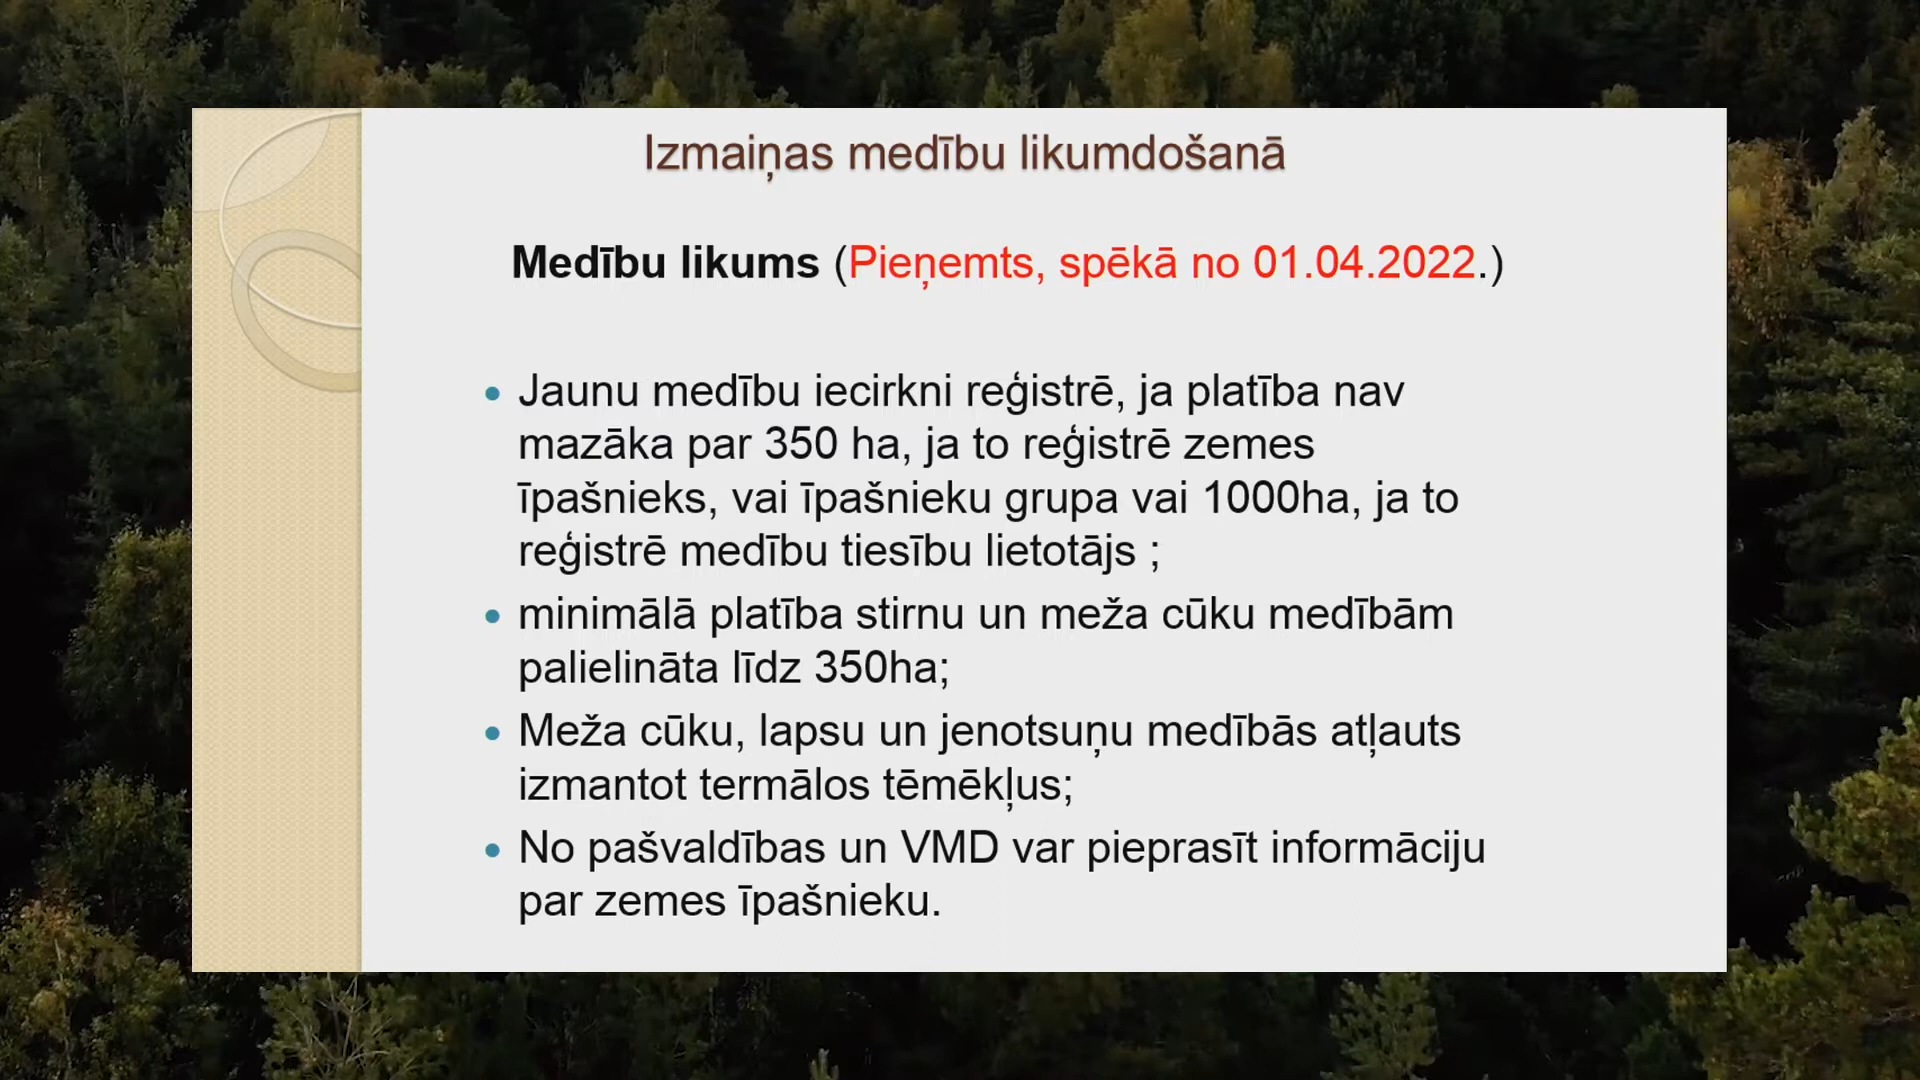 Izmaiņas medību likumdošanā
Medību likums (Pieņemts, spēkā no 01.04.2022.)
• Jaunu medību iecirkni reģistrē, ja platība nav
mazāka par 350 ha, ja to reģistrē zemes
īpašnieks, vai īpašnieku grupa vai 1000ha, ja to
reģistrē medību tiesību lietotājs ;
• minimālā platība stirnu un meža cūku medībām
palielināta līdz 350ha;
• Meža cūku, lapsu un jenotsuņu medībās atļauts
izmantot termālos tēmēkļus;
• No pašvaldības un VMD var pieprasīt informāciju
par zemes īpašnieku.